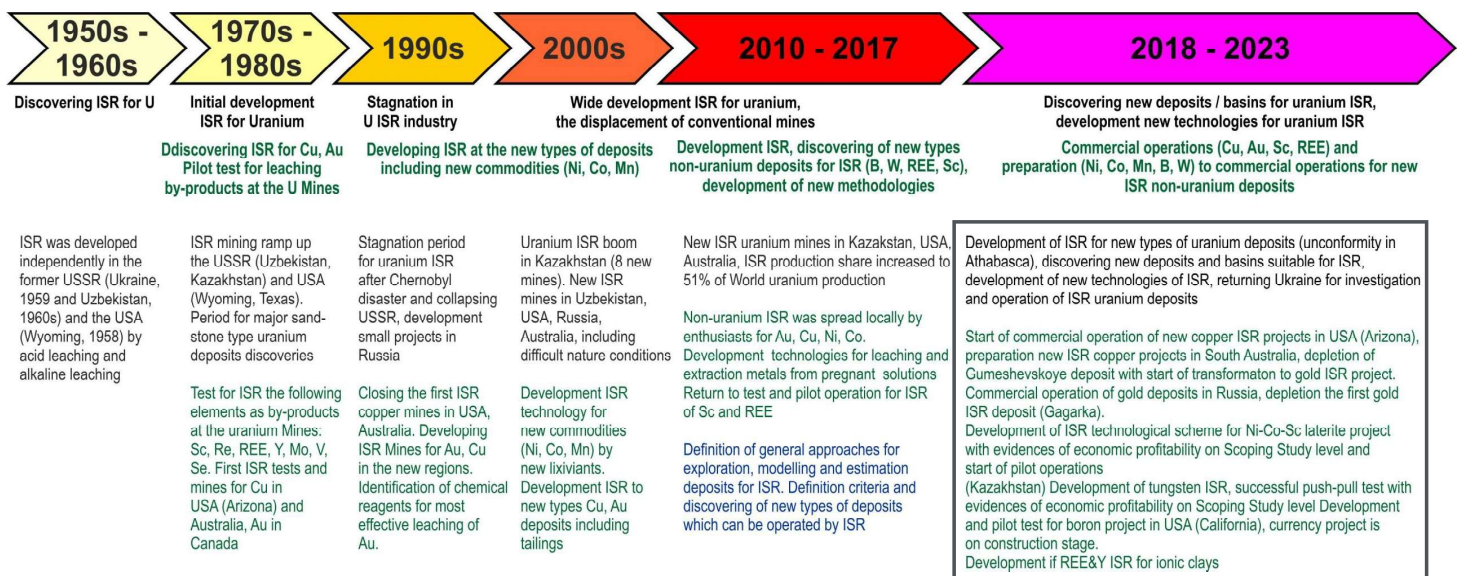 1950s -
1960s
1970s -
1980s
1990s
2000s
2010 - 2017
2018 - 2023
Discovering ISR for U
Initial development
ISR for Uranium
Stagnation in
U ISR industry
Wide development ISR for uranium,
the displacement of conventional mines
Discovering new deposits / basins for uranium ISR,
development new technologies for uranium ISR
Ddiscovering ISR for Cu, Au
Pilot test for leaching
by-products at the U Mines
Developing ISR at the new types of deposits
including new commodities (Ni, Co, Mn)
Development ISR, discovering of new types
non-uranium deposits for ISR (B, W, REE, Sc),
development of new methodologies
Commercial operations (Cu, Au, Sc, REE) and
preparation (Ni, Co, Mn, B, W) to commercial operations for new
ISR non-uranium deposits
ISR was developed
independently in the
former USSR (Ukraine,
1959 and Uzbekistan,
1960s) and the USA
(Wyoming, 1958) by
acid leaching and
alkaline leaching
ISR mining ramp up
the USSR (Uzbekistan,
Kazakhstan) and USA
(Wyoming, Texas).
Period for major sand-
stone type uranium
deposits discoveries
Test for ISR the following
elements as by-products
at the uranium Mines:
Sc, Re, REE, Y, Mo, V,
Se. First ISR tests and
mines for Cu in
USA (Arizona) and
Australia, Au in
Canada
Stagnation period
for uranium ISR
after Chernobyl
disaster and collapsing
USSR, development
small projects in
Russia
Closing the first ISR
copper mines in USA,
Australia. Developing
ISR Mines for Au, Cu
in the new regions.
Identification of chemical
reagents for most
effective leaching of
Au.
Uranium ISR boom
in Kazakhstan (8 new
mines). New ISR
mines in Uzbekistan,
USA, Russia,
Australia, including
difficult nature conditions
Development ISR
technology for
new commodities
(Ni, Co, Mn) by
new lixiviants.
Development ISR to
new types Cu, Au
deposits including
tailings
New ISR uranium mines in Kazakstan, USA,
Australia, ISR production share increased to
51% of World uranium production
Non-uranium ISR was spread locally by
enthusiasts for Au, Cu, Ni, Co.
Development technologies for leaching and
extraction metals from pregnant solutions
Return to test and pilot operation for ISR
of Sc and REE
Definition of general approaches for
exploration, modelling and estimation
deposits for ISR. Definition criteria and
discovering of new types of deposits
which can be operated by ISR
Development of ISR for new types of uranium deposits (unconformity in
Athabasca), discovering new deposits and basins suitable for ISR,
development of new technologies of ISR, returning Ukraine for investigation
and operation of ISR uranium deposits
Start of commercial operation of new copper ISR projects in USA (Arizona),
preparation new ISR copper projects in South Australia, depletion of
Gumeshevskoye deposit with start of transformaton to gold ISR project.
Commercial operation of gold deposits in Russia, depletion the first gold
ISR deposit (Gagarka).
Development of ISR technological scheme for Ni-Co-Sc laterite project
with evidences of economic profitability on Scoping Study level and
start of pilot operations
(Kazakhstan) Development of tungsten ISR, successful push-pull test with
evidences of economic profitability on Scoping Study level Development
and pilot test for boron project in USA (California), currency project is
on construction stage.
Development if REE&Y ISR for ionic clays